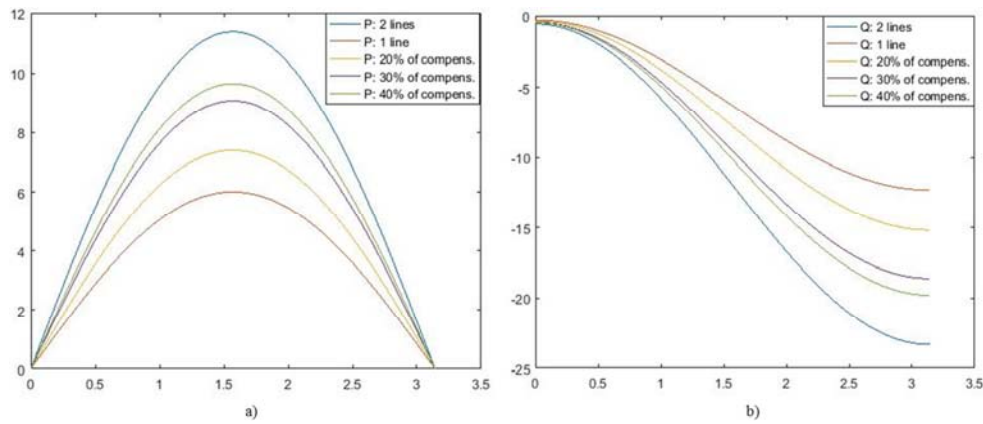 12
10
8
6
4
2
0
0
0.5
1
1.5
2
2.5
3
3.5
P: 2 lines
P: 1 line
P: 20% of compens.
P: 30% of compens.
P: 40% of compens.
a)
0
-5
-10
-15
-20
-25
0
0.5
1
1.5
2
2.5
3
3.5
Q: 2 lines
Q: 1 line
Q: 20% of compens.
Q: 30% of compens.
Q: 40% of compens.
b)